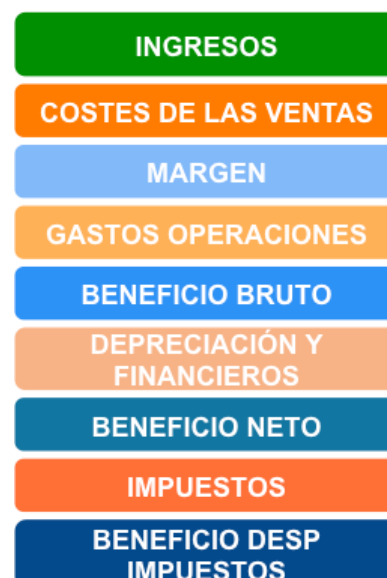 INGRESOS
COSTES DE LAS VENTAS
MARGEN
GASTOS OPERACIONES
BENEFICIO BRUTO
DEPRECIACIÓN Y
FINANCIEROS
BENEFICIO NETO
IMPUESTOS
BENEFICIO DESP
IMPUESTOS